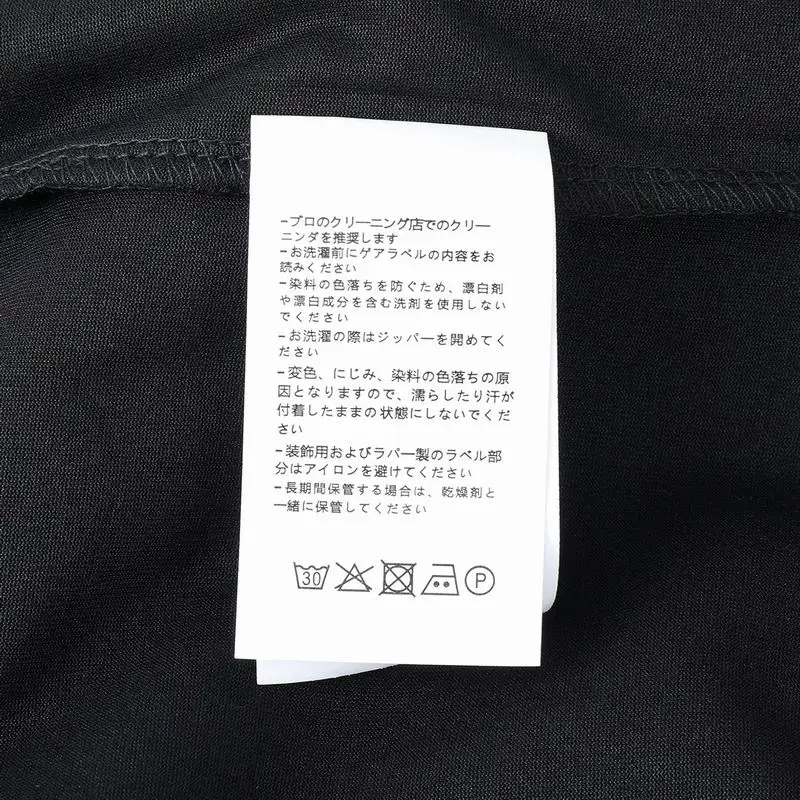 −プロのクリーニング店でのクリー
ニンダを推奨します
−お洗濯前にゲアラベルの内容をお
読みください
−染料の色落ちを防ぐため、漂白剤
や漂白成分を含む洗剤を使用しない
でください
−お洗濯の際はジッパーを開めてく
ださい
−変色、にじみ、染料の色落ちの原
因となりますので、濡らしたり汗が
付着したままの状態にしないでくだ
さい
−装飾用およびラバー製のラベル部
分はアイロンを避けてください
−長期間保管する場合は、乾燥剤と
一緒に保管してください
30 P